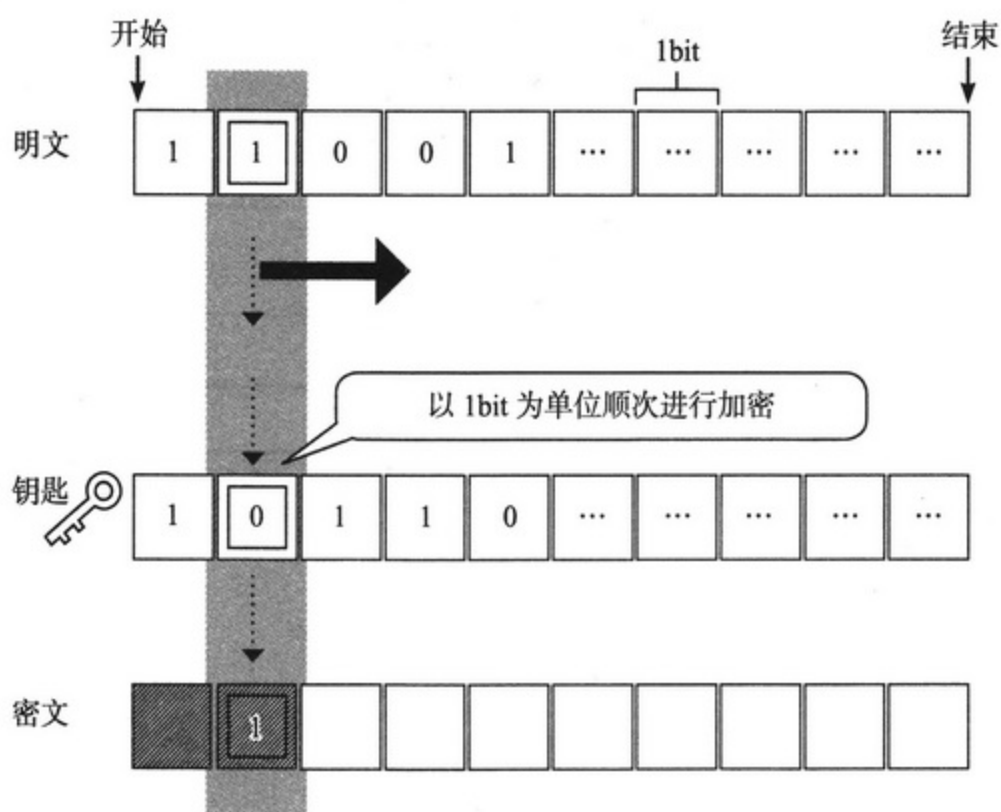 开始
结束
1bit
明文
1 1 0 0 1 … … … … …
以 1bit 为单位顺次进行加密
钥匙
1 0 1 1 0 … … … … …
密文
1